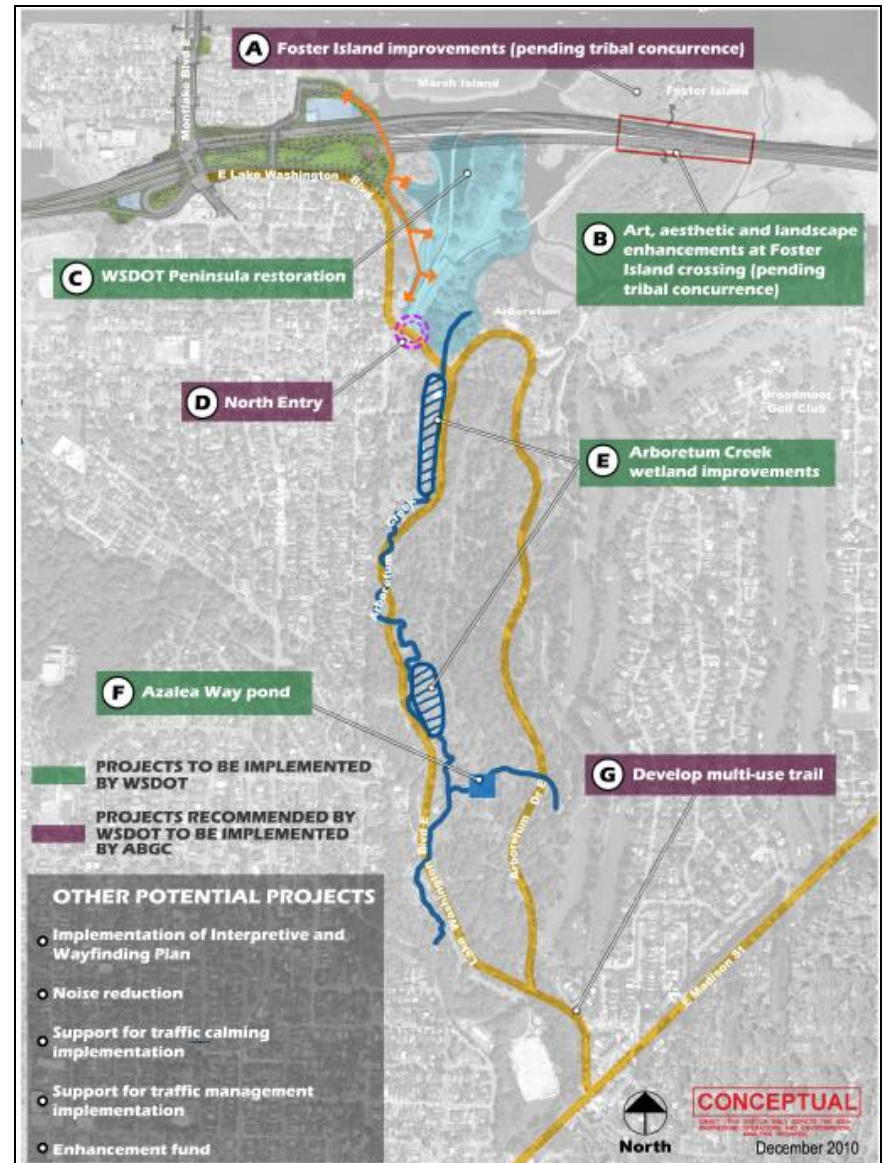 A Foster Island improvements (pending tribal concurrence)
Montlake Blvd E
Marsh Island
Foster Island
E Lake Washington Blvd
B Art, aesthetic and landscape
enhancements at Foster
Island crossing (pending
tribal concurrence)
C WSDOT Peninsula restoration
Arboretum
D North Entry
Broadmoor
Golf Club
E Arboretum Creek
wetland improvements
Arboretum Creek
F Azalea Way pond
PROJECTS TO BE IMPLEMENTED
BY WSDOT
G Develop multi-use trail
PROJECTS RECOMMENDED BY
WSDOT TO BE IMPLEMENTED
BY ABGC
Lake Washington Blvd E
Arboretum Dr E
E Madison St
OTHER POTENTIAL PROJECTS
Implementation of Interpretive and
Wayfinding Plan
Noise reduction
Support for traffic calming
implementation
Support for traffic management
implementation
Enhancement fund
North
CONCEPTUAL
December 2010